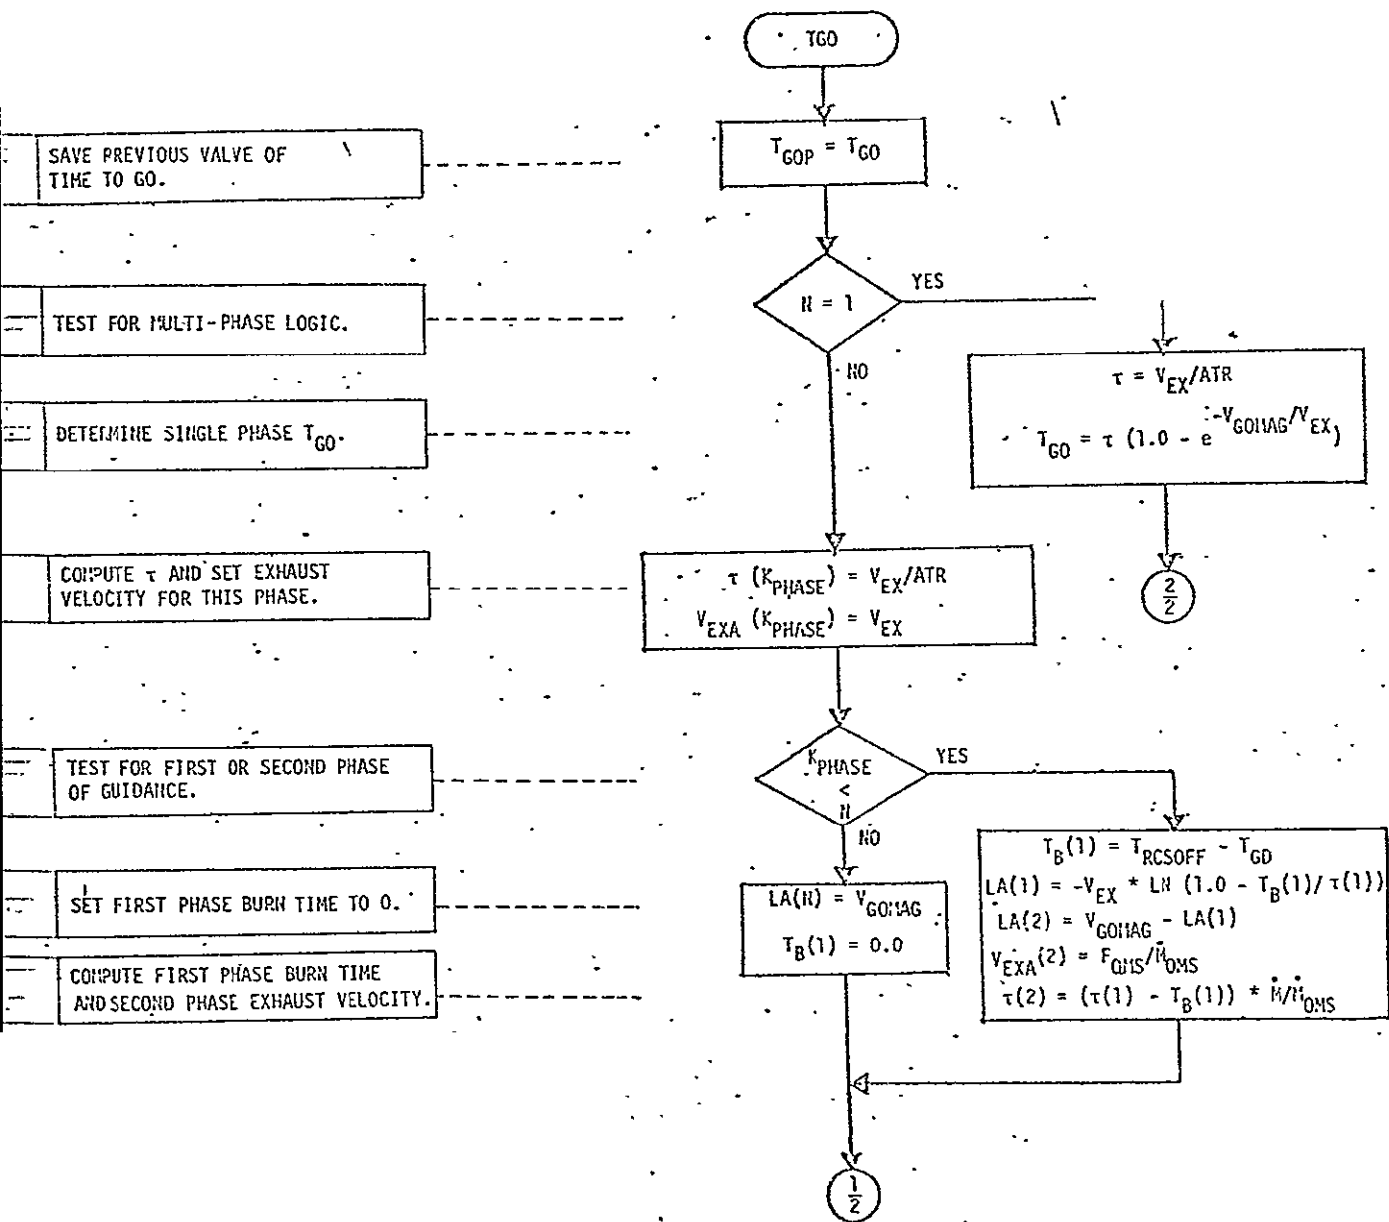 TGO
SAVE PREVIOUS VALVE OF
TIME TO GO.
T_GOP = T_GO
TEST FOR MULTI-PHASE LOGIC.
N = 1
YES
NO
DETERMINE SINGLE PHASE T_GO.
τ = V_EX/ATR
T_GO = τ (1.0 - e^-V_GOMAG/V_EX)
COMPUTE τ AND SET EXHAUST
VELOCITY FOR THIS PHASE.
τ (K_PHASE) = V_EX/ATR
V_EXA (K_PHASE) = V_EX
2/2
TEST FOR FIRST OR SECOND PHASE
OF GUIDANCE.
K_PHASE
<
N
YES
NO
SET FIRST PHASE BURN TIME TO 0.
LA(N) = V_GOMAG
T_B(1) = 0.0
COMPUTE FIRST PHASE BURN TIME
AND SECOND PHASE EXHAUST VELOCITY.
T_B(1) = T_RCSOFF - T_GD
LA(1) = -V_EX * LN (1.0 - T_B(1)/τ(1))
LA(2) = V_GOMAG - LA(1)
V_EXA(2) = F_OMS/Ṁ_OMS
τ(2) = (τ(1) - T_B(1)) * Ṁ/Ṁ_OMS
1/2